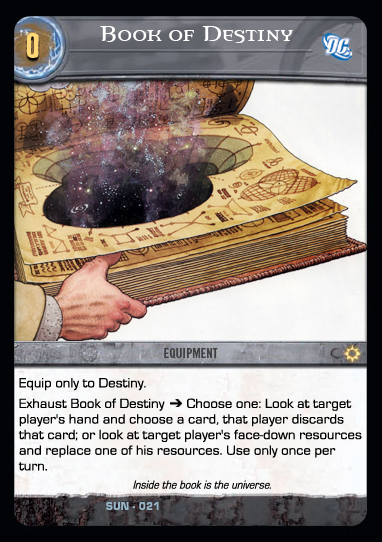 0
BOOK OF DESTINY
DC
EQUIPMENT
Equip only to Destiny.
Exhaust Book of Destiny ➔ Choose one: Look at target
player's hand and choose a card, that player discards
that card; or look at target player's face-down resources
and replace one of his resources. Use only once per
turn.
Inside the book is the universe.
SUN · 021